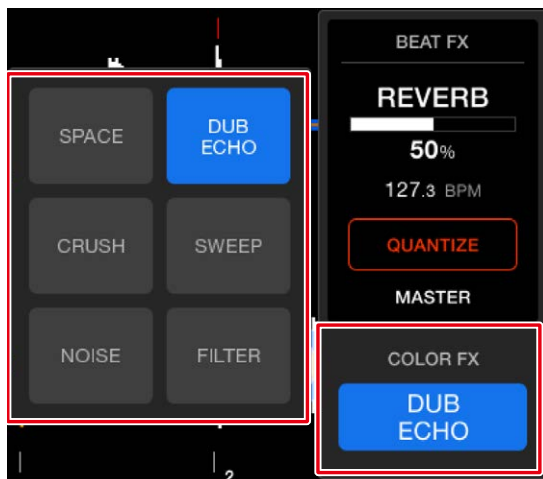 SPACE
DUB
ECHO
CRUSH
SWEEP
NOISE
FILTER
BEAT FX
REVERB
50%
127.3 BPM
QUANTIZE
MASTER
COLOR FX
DUB
ECHO
2